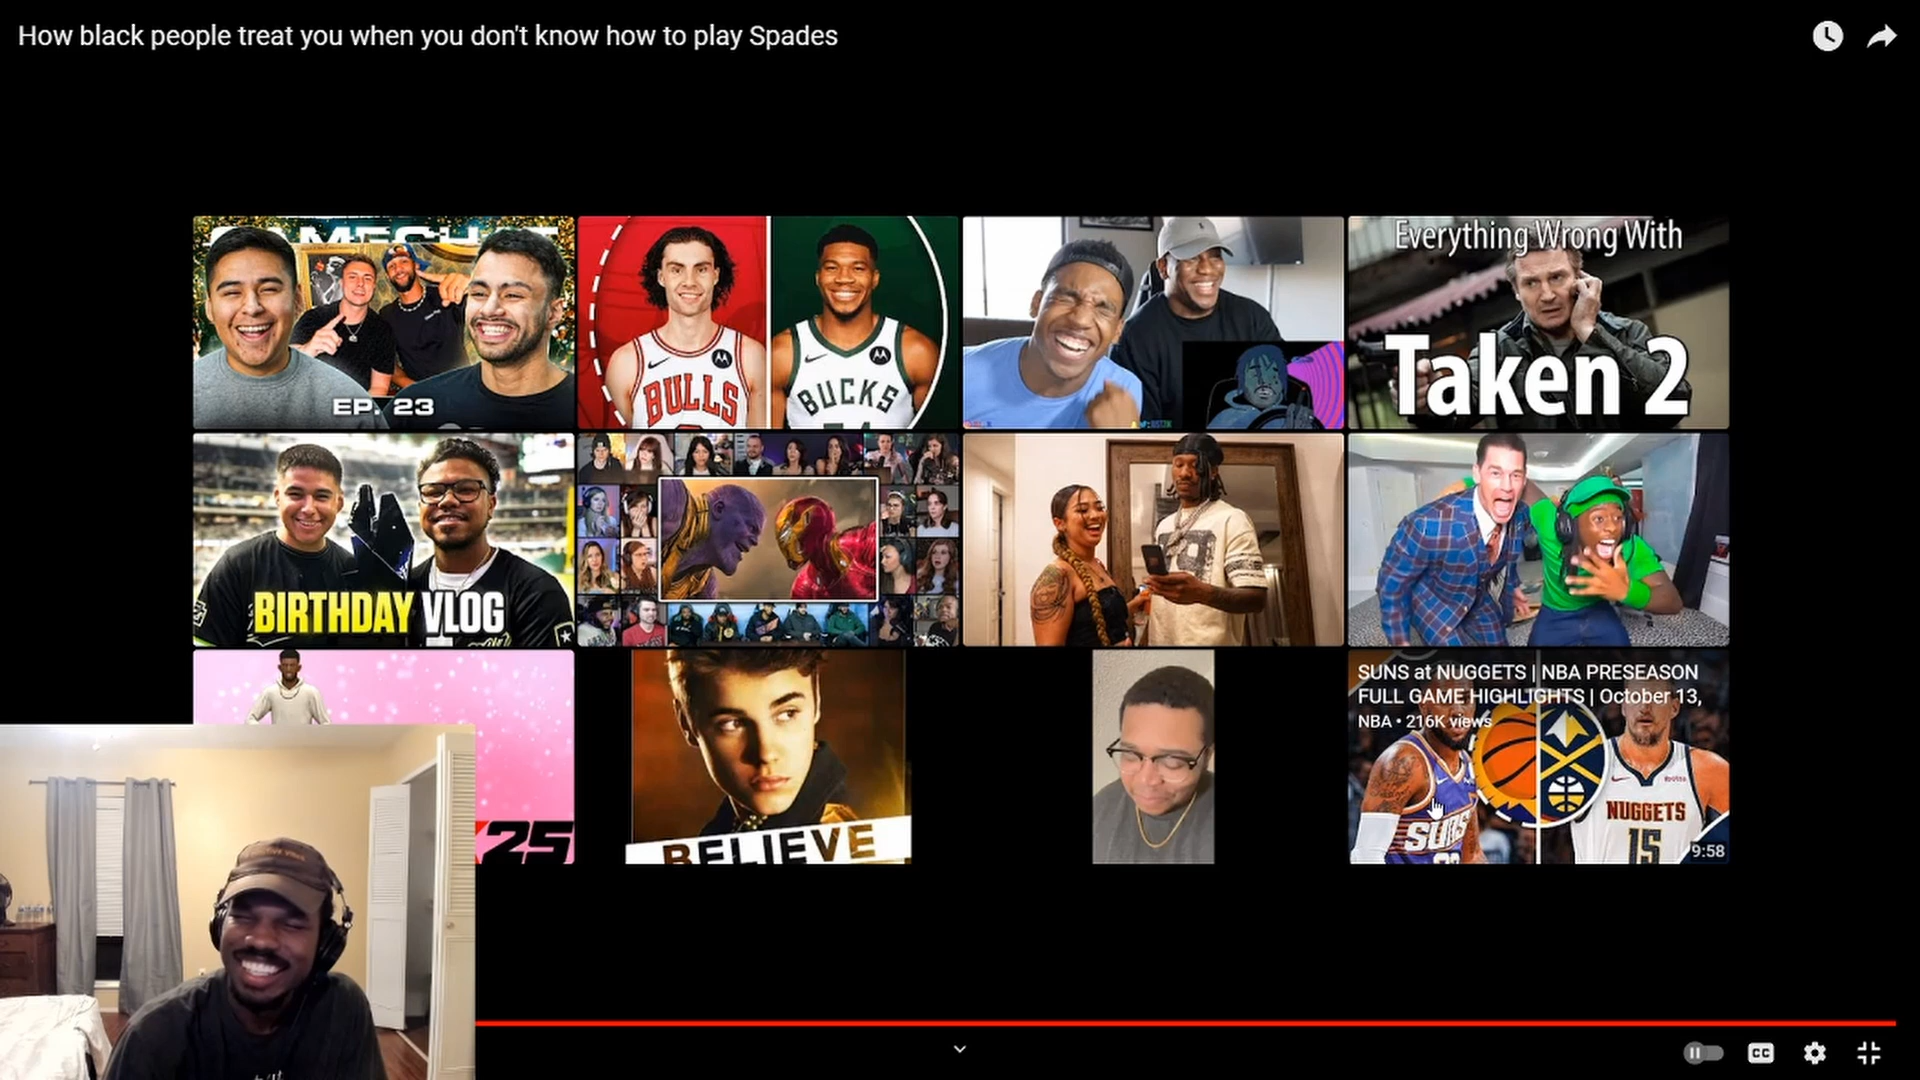 How black people treat you when you don't know how to play Spades
EP. 23
BULLS
BUCKS
Everything Wrong With
Taken 2
BIRTHDAY VLOG
25
BELIEVE
SUNS at NUGGETS | NBA PRESEASON
FULL GAME HIGHLIGHTS | October 13,
NBA • 216K views
SUNS
NUGGETS
15
9:58
CC